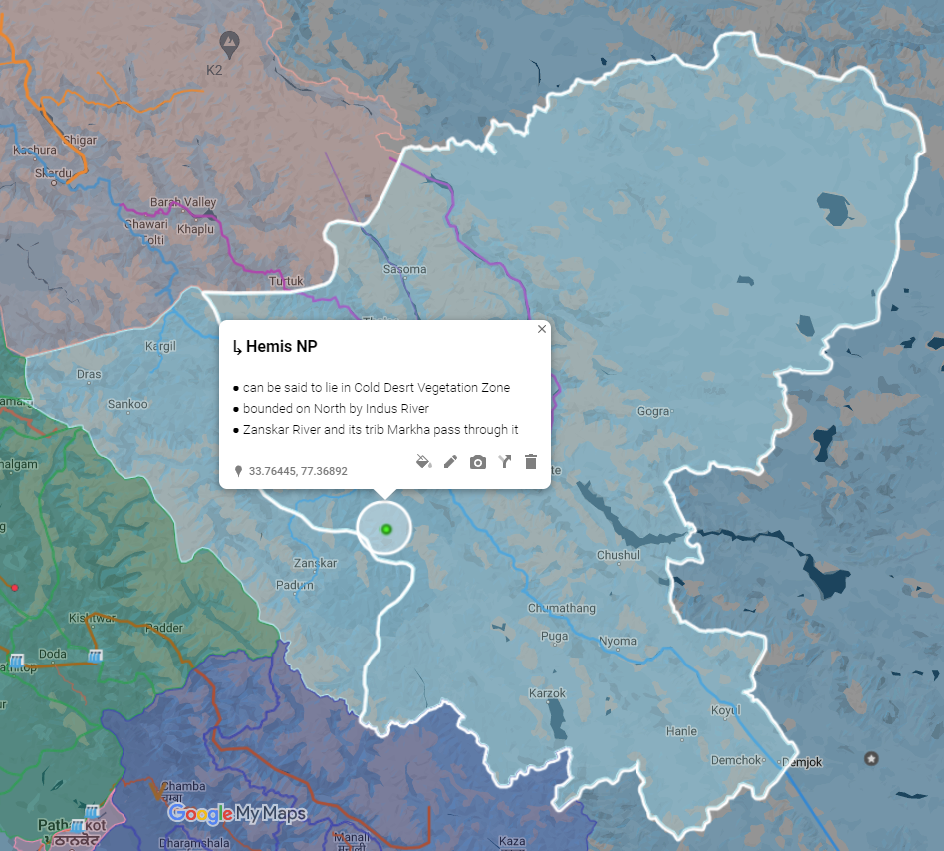 K2
Shigar
Kachura
Skardu
Barah Valley
Ghawari
Khaplu
Tolti
Turtuk
Sasoma
Kargil
Dras
Sankoo
Hemis NP
● can be said to lie in Cold Desrt Vegetation Zone
● bounded on North by Indus River
● Zanskar River and its trib Markha pass through it
33.76445, 77.36892
Gogra
halgam
Zanskar
Padum
Chushul
Chumathang
Puga
Nyoma
Kishtwar
Padder
Doda
Karzok
Koyul
Hanle
Demchok
Demjok
Chamba
Google My Maps
Manali
Dharamshala
Kaza